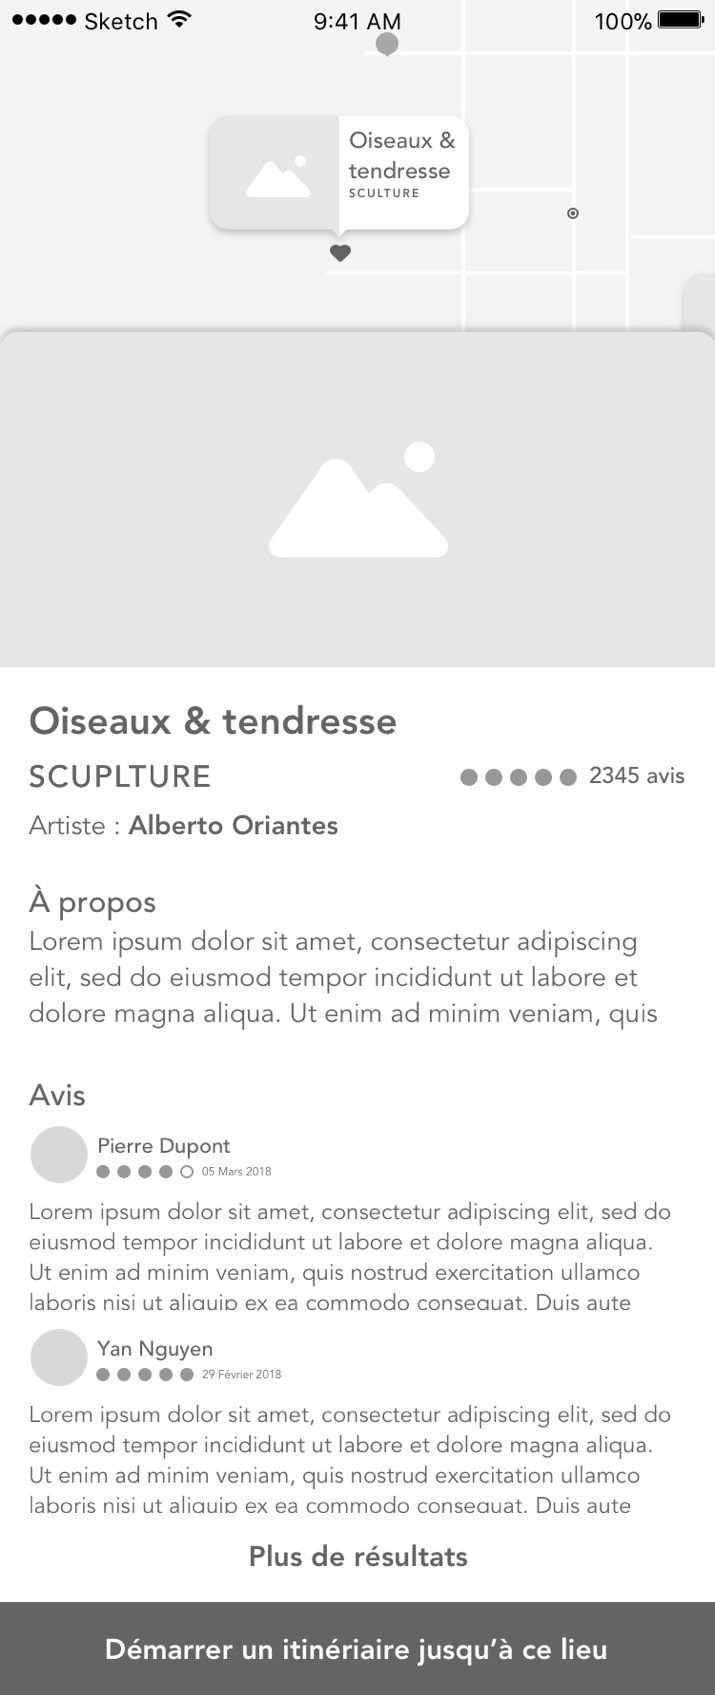 Sketch 9:41 AM 100%
Oiseaux &
tendresse
SCULTURE
Oiseaux & tendresse
SCUPLTURE 2345 avis
Artiste : Alberto Oriantes
À propos
Lorem ipsum dolor sit amet, consectetur adipiscing
elit, sed do eiusmod tempor incididunt ut labore et
dolore magna aliqua. Ut enim ad minim veniam, quis
Avis
Pierre Dupont
05 Mars 2018
Lorem ipsum dolor sit amet, consectetur adipiscing elit, sed do
eiusmod tempor incididunt ut labore et dolore magna aliqua.
Ut enim ad minim veniam, quis nostrud exercitation ullamco
laboris nisi ut aliquip ex ea commodo consequat. Duis aute
Yan Nguyen
29 Février 2018
Lorem ipsum dolor sit amet, consectetur adipiscing elit, sed do
eiusmod tempor incididunt ut labore et dolore magna aliqua.
Ut enim ad minim veniam, quis nostrud exercitation ullamco
laboris nisi ut aliquip ex ea commodo consequat. Duis aute
Plus de résultats
Démarrer un itinériaire jusqu’à ce lieu